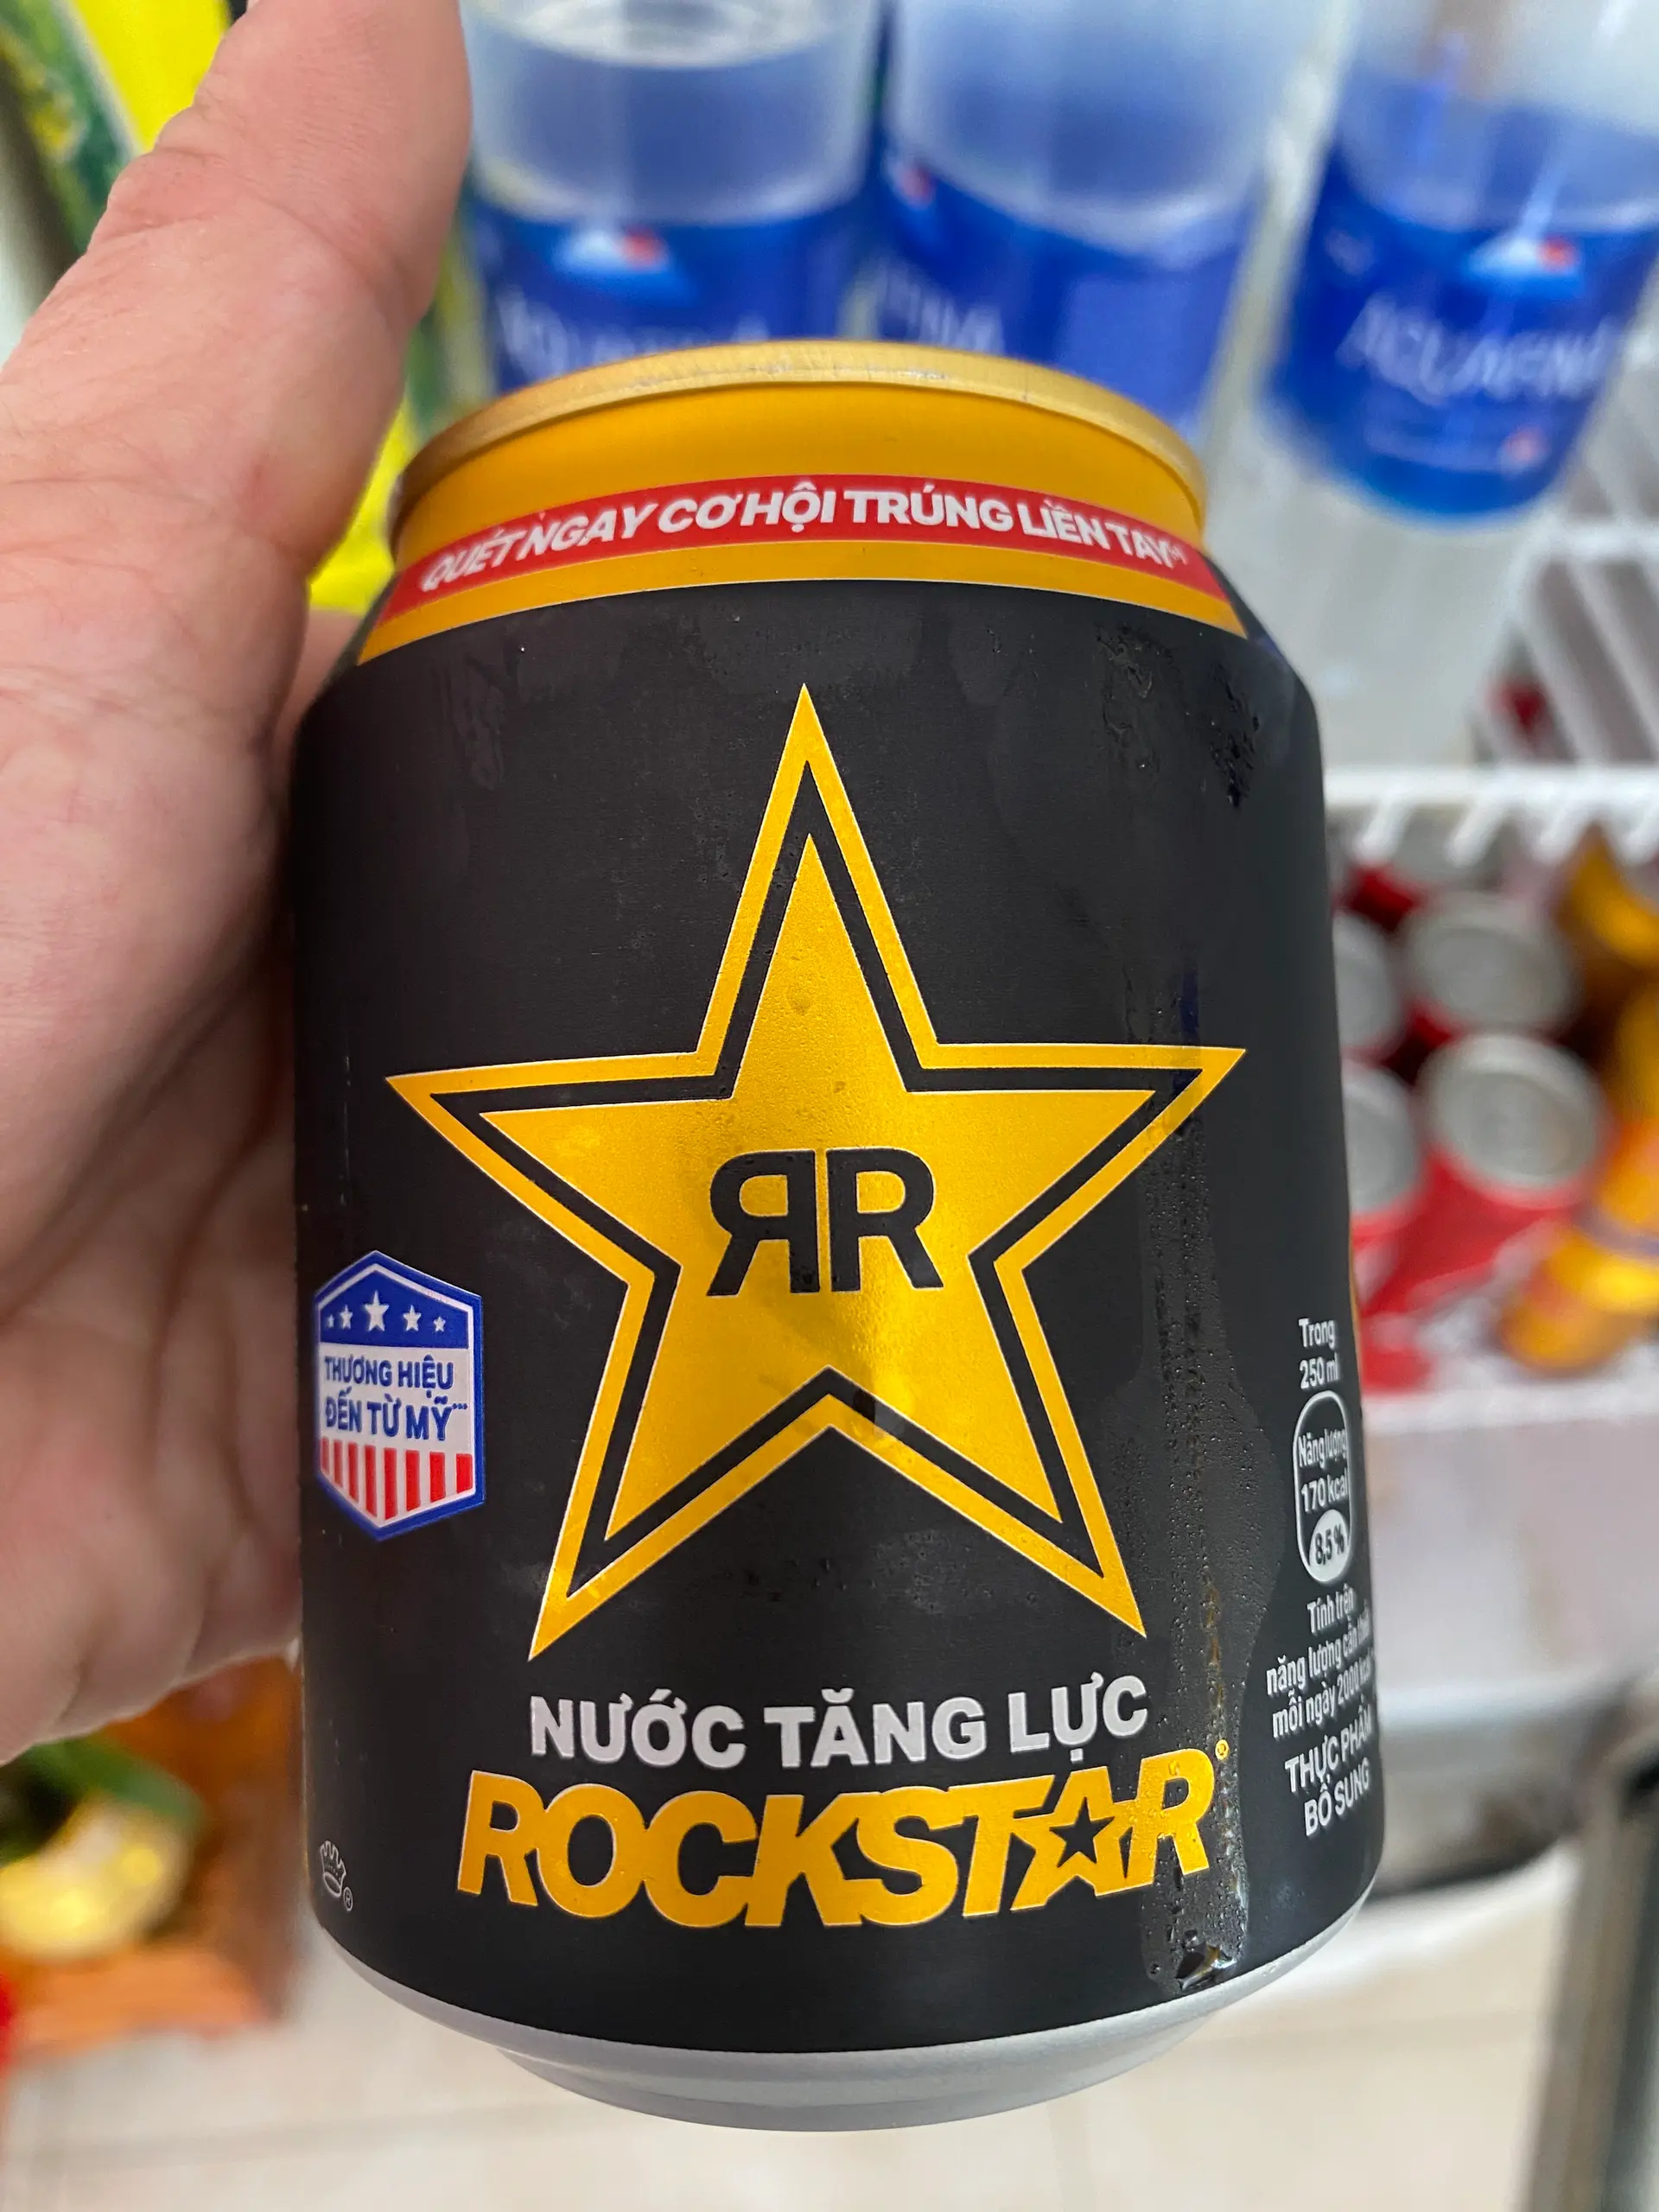 AQUAFINA
QUÉT NGAY CƠ HỘI TRÚNG LIỀN TAY
ЯR
THƯƠNG HIỆU
ĐẾN TỪ MỸ***
Trong
250 ml
Năng lượng
170 kcal
8,5%
Tính trên
năng lượng cần thiết
mỗi ngày 2000 kcal
THỰC PHẨM
BỔ SUNG
NƯỚC TĂNG LỰC
ROCKSTAR®